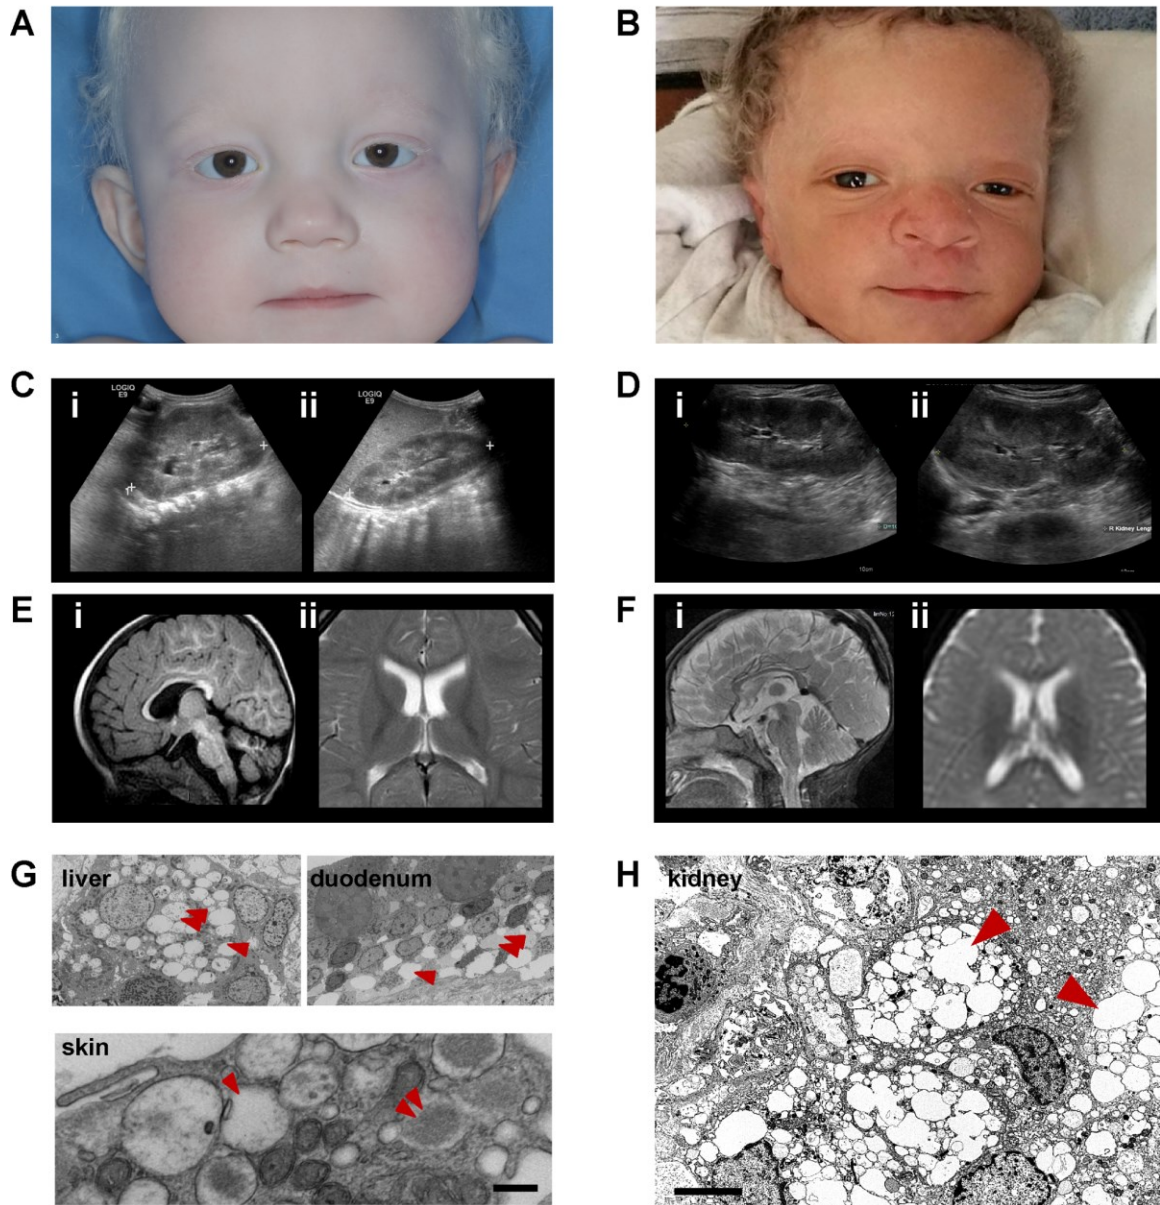 A
B
C
i
LOGIQ
E9
ii
LOGIQ
E9
D
i
ii
R Kidney Leng
E
i
ii
F
i
ii
G
liver
duodenum
skin
H
kidney